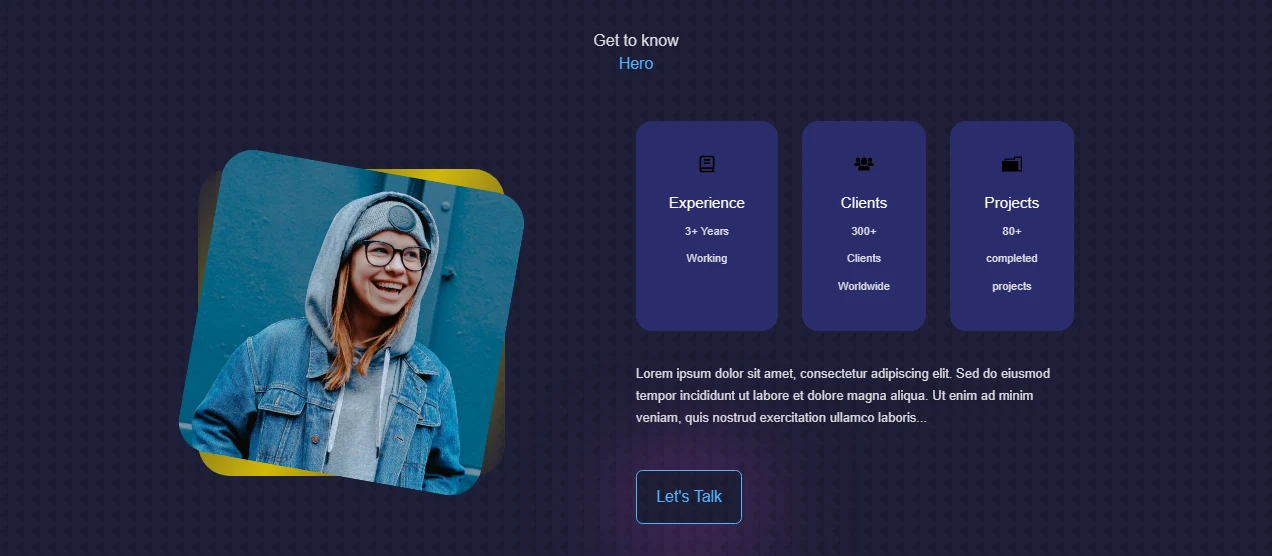 Get to know
Hero
Experience
3+ Years
Working
Clients
300+
Clients
Worldwide
Projects
80+
completed
projects
Lorem ipsum dolor sit amet, consectetur adipiscing elit. Sed do eiusmod
tempor incididunt ut labore et dolore magna aliqua. Ut enim ad minim
veniam, quis nostrud exercitation ullamco laboris...
Let's Talk